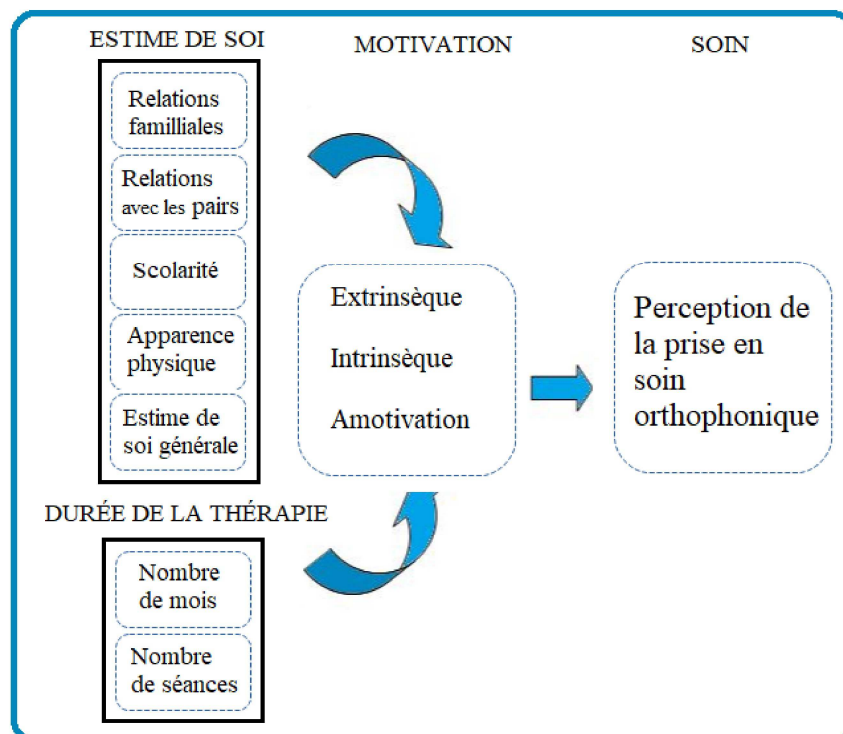 ESTIME DE SOI
Relations
familliales
Relations
avec les pairs
Scolarité
Apparence
physique
Estime de
soi générale
DURÉE DE LA THÉRAPIE
Nombre
de mois
Nombre
de séances
MOTIVATION
Extrinsèque
Intrinsèque
Amotivation
SOIN
Perception de
la prise en
soin
orthophonique